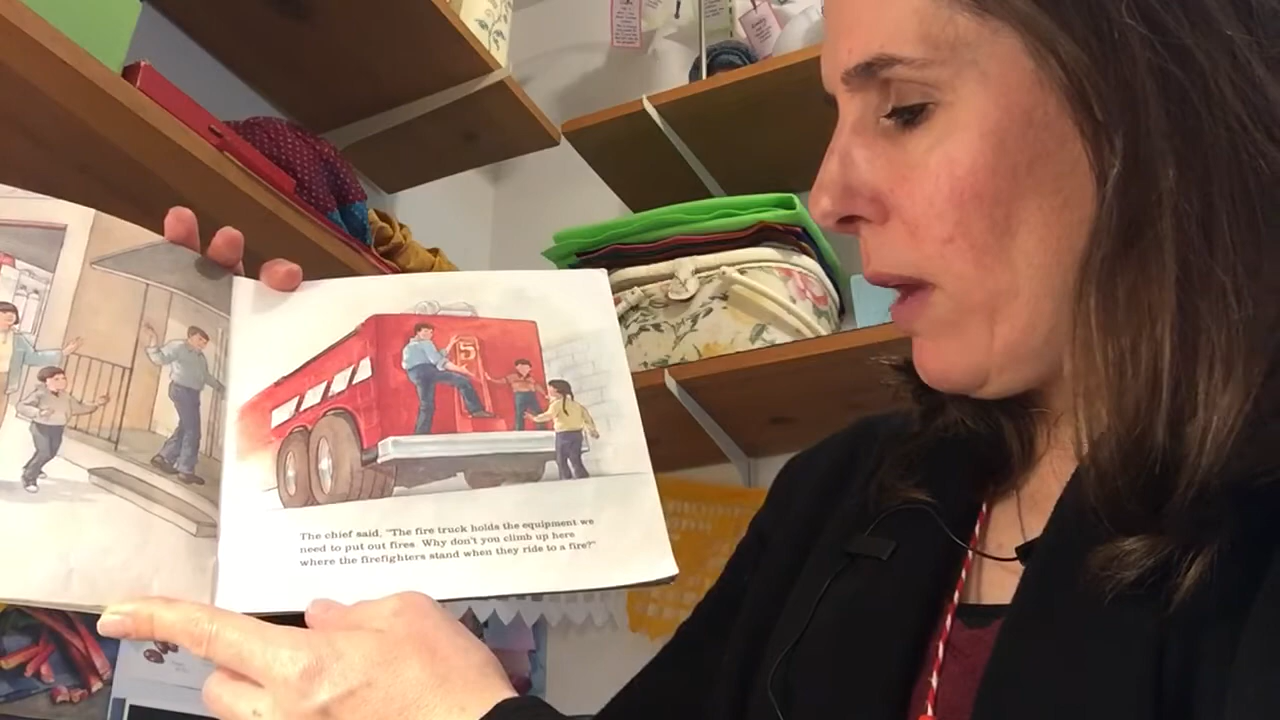 5
The chief said, "The fire truck holds the equipment we
need to put out fires. Why don't you climb up here
where the firefighters stand when they ride to a fire?"